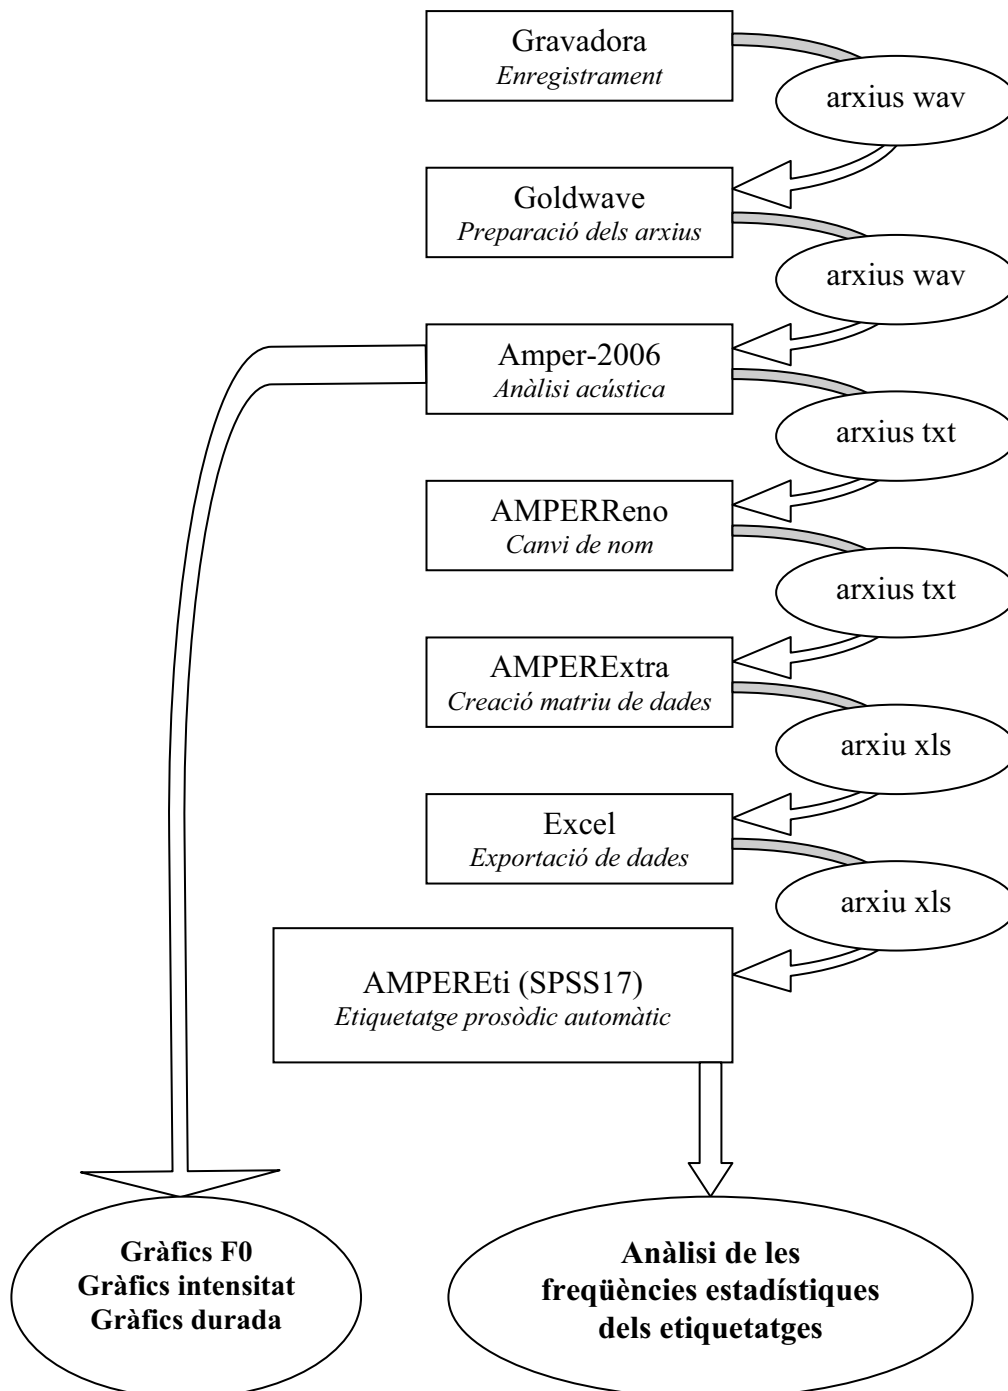 Gravadora
Enregistrament
arxius wav
Goldwave
Preparació dels arxius
arxius wav
Amper-2006
Anàlisi acústica
arxius txt
AMPERReno
Canvi de nom
arxius txt
AMPERExtra
Creació matriu de dades
arxiu xls
Excel
Exportació de dades
arxiu xls
AMPEREti (SPSS17)
Etiquetatge prosòdic automàtic
Gràfics F0
Gràfics intensitat
Gràfics durada
Anàlisi de les
freqüències estadístiques
dels etiquetatges